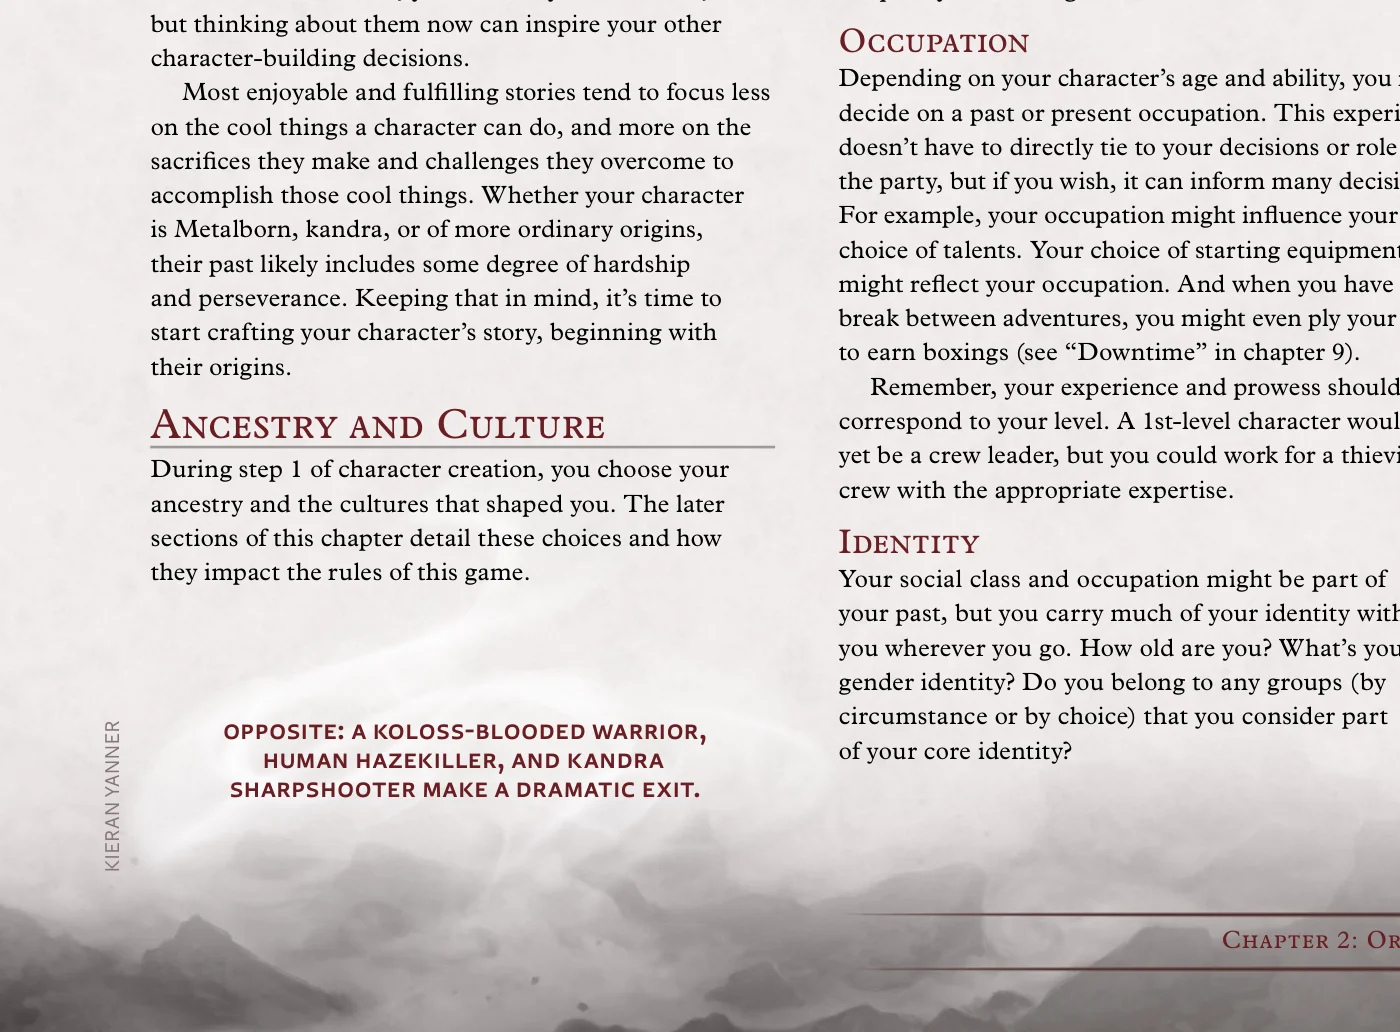 but thinking about them now can inspire your other
character-building decisions.
Most enjoyable and fulfilling stories tend to focus less
on the cool things a character can do, and more on the
sacrifices they make and challenges they overcome to
accomplish those cool things. Whether your character
is Metalborn, kandra, or of more ordinary origins,
their past likely includes some degree of hardship
and perseverance. Keeping that in mind, it's time to
start crafting your character's story, beginning with
their origins.
Ancestry and Culture
During step 1 of character creation, you choose your
ancestry and the cultures that shaped you. The later
sections of this chapter detail these choices and how
they impact the rules of this game.
OPPOSITE: A KOLOSS-BLOODED WARRIOR,
HUMAN HAZEKILLER, AND KANDRA
SHARPSHOOTER MAKE A DRAMATIC EXIT.
KIERAN YANNER
Occupation
Depending on your character's age and ability, you
decide on a past or present occupation. This experi
doesn't have to directly tie to your decisions or role
the party, but if you wish, it can inform many decisi
For example, your occupation might influence your
choice of talents. Your choice of starting equipment
might reflect your occupation. And when you have
break between adventures, you might even ply your
to earn boxings (see “Downtime” in chapter 9).
Remember, your experience and prowess should
correspond to your level. A 1st-level character woul
yet be a crew leader, but you could work for a thievi
crew with the appropriate expertise.
Identity
Your social class and occupation might be part of
your past, but you carry much of your identity with
you wherever you go. How old are you? What's you
gender identity? Do you belong to any groups (by
circumstance or by choice) that you consider part
of your core identity?
Chapter 2: Or